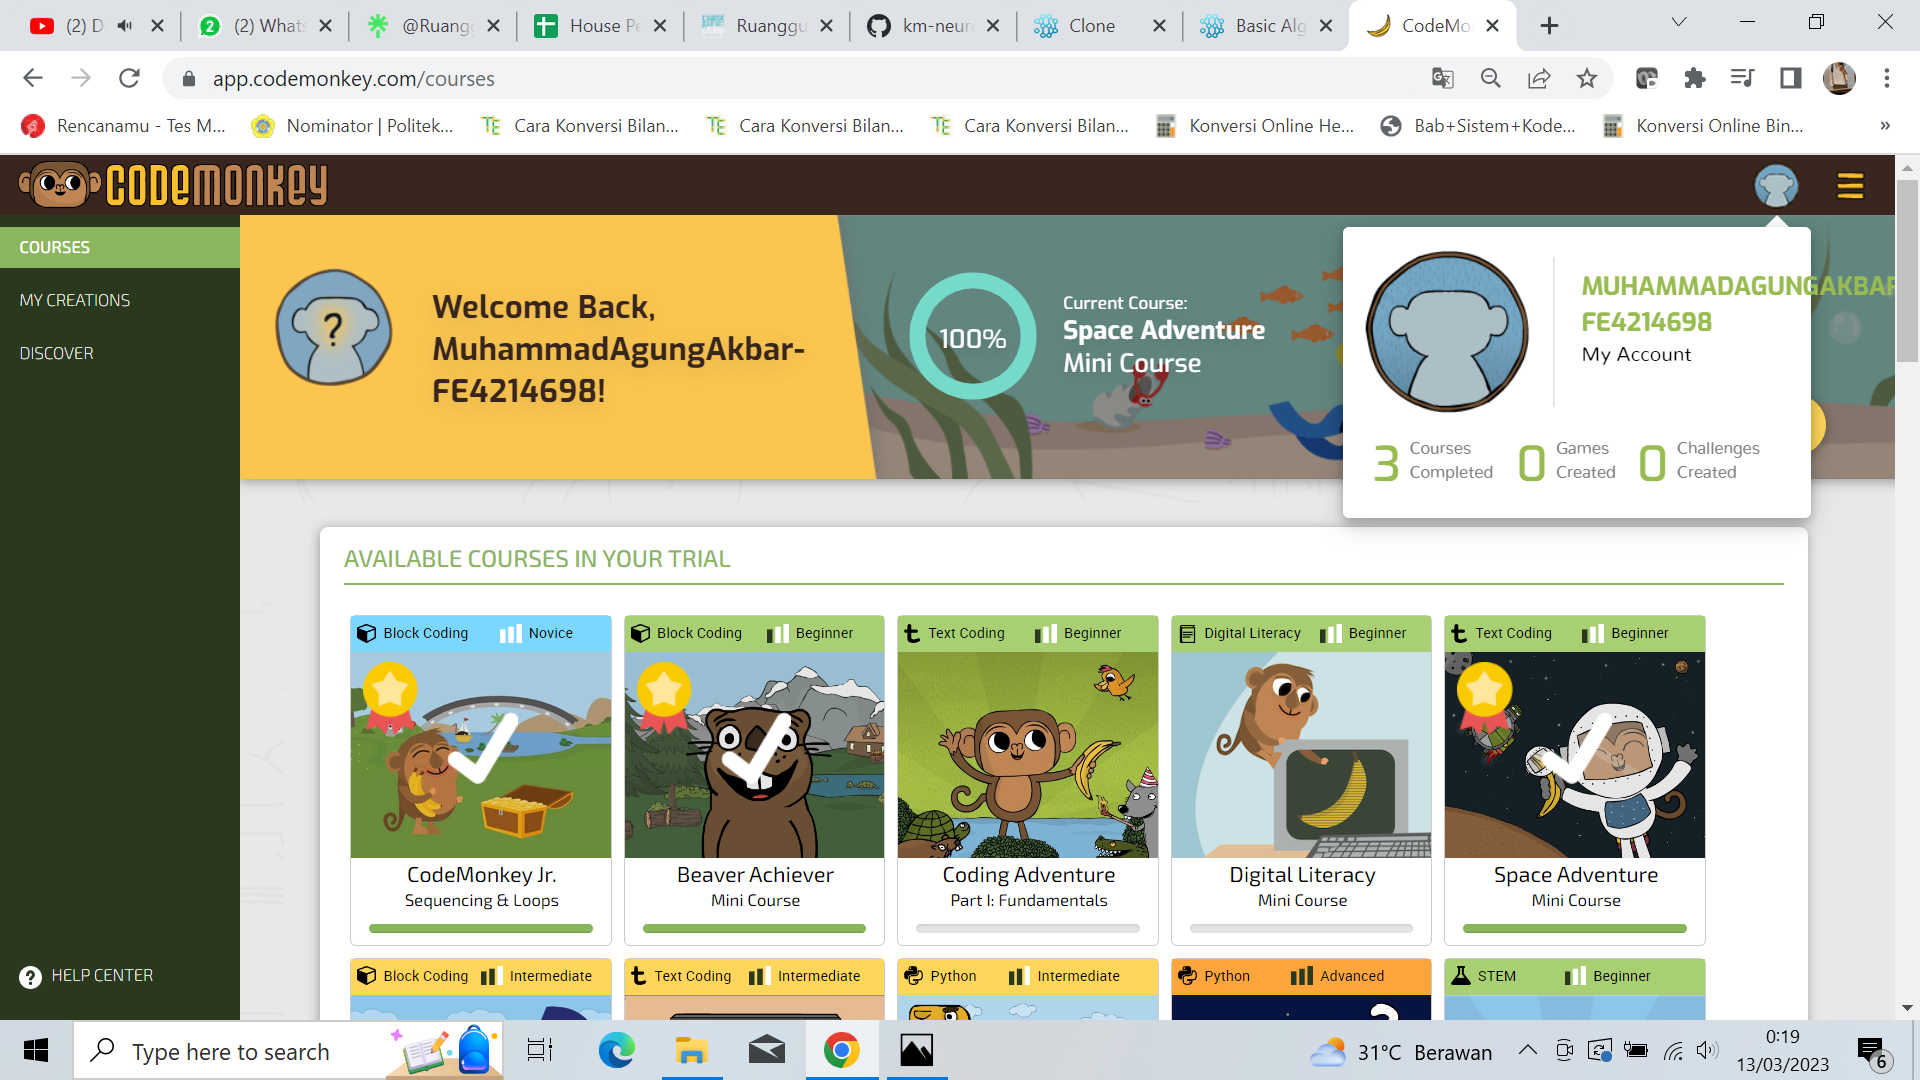 (2) D
(2) Whats
@Ruang
House Pe
Ruanggu
km-neur
Clone
Basic Alg
CodeMo
app.codemonkey.com/courses
Rencanamu - Tes M...
Nominator | Politek...
Cara Konversi Bilan...
Cara Konversi Bilan...
Cara Konversi Bilan...
Konversi Online He...
Bab+Sistem+Kode...
Konversi Online Bin...
»
CODEMONKEY
COURSES
MY CREATIONS
DISCOVER
HELP CENTER
?
Welcome Back,
MuhammadAgungAkbar-
FE4214698!
100%
Current Course:
Space Adventure
Mini Course
MUHAMMADAGUNGAKBAR
FE4214698
My Account
3 Courses Completed
0 Games Created
0 Challenges Created
AVAILABLE COURSES IN YOUR TRIAL
Block Coding Novice
CodeMonkey Jr.
Sequencing & Loops
Block Coding Beginner
Beaver Achiever
Mini Course
Text Coding Beginner
Coding Adventure
Part I: Fundamentals
Digital Literacy Beginner
Digital Literacy
Mini Course
Text Coding Beginner
Space Adventure
Mini Course
Block Coding Intermediate
Text Coding Intermediate
Python Intermediate
Python Advanced
STEM Beginner
Type here to search
31°C Berawan
0:19
13/03/2023
6